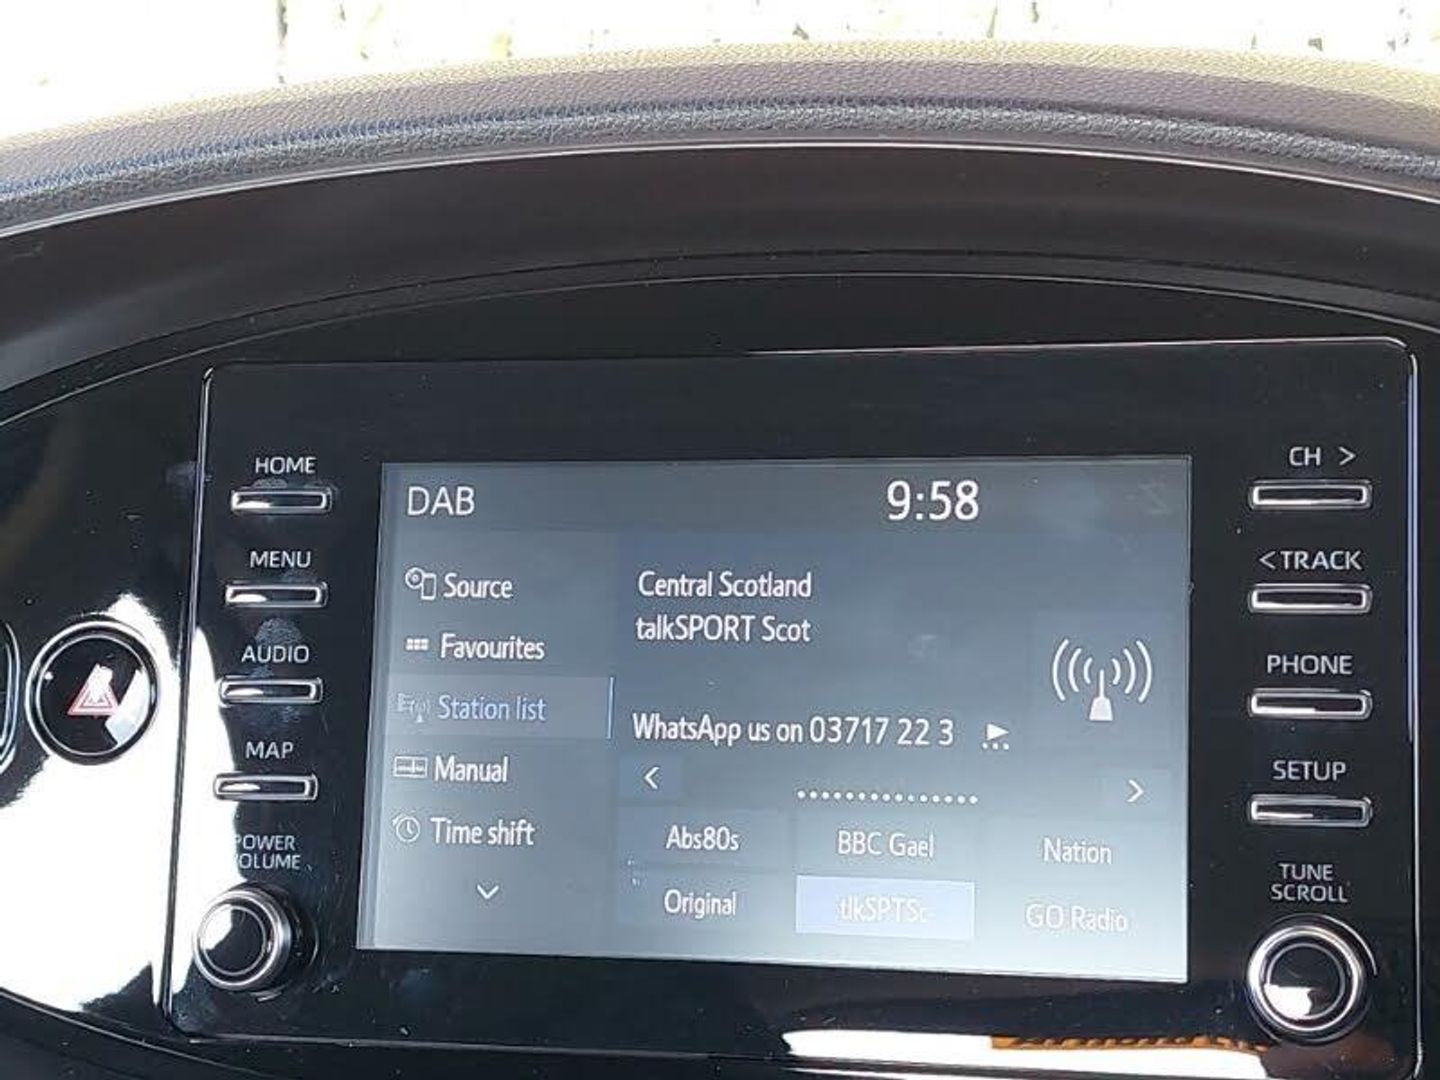 HOME
MENU
AUDIO
MAP
POWER
VOLUME
DAB
9:58
Source
Favourites
Station list
Manual
Time shift
Central Scotland
talkSPORT Scot
WhatsApp us on 03717 22 3
Abs80s
BBC Gael
Nation
Original
tlkSPTSc
GO Radio
CH >
< TRACK
PHONE
SETUP
TUNE
SCROLL